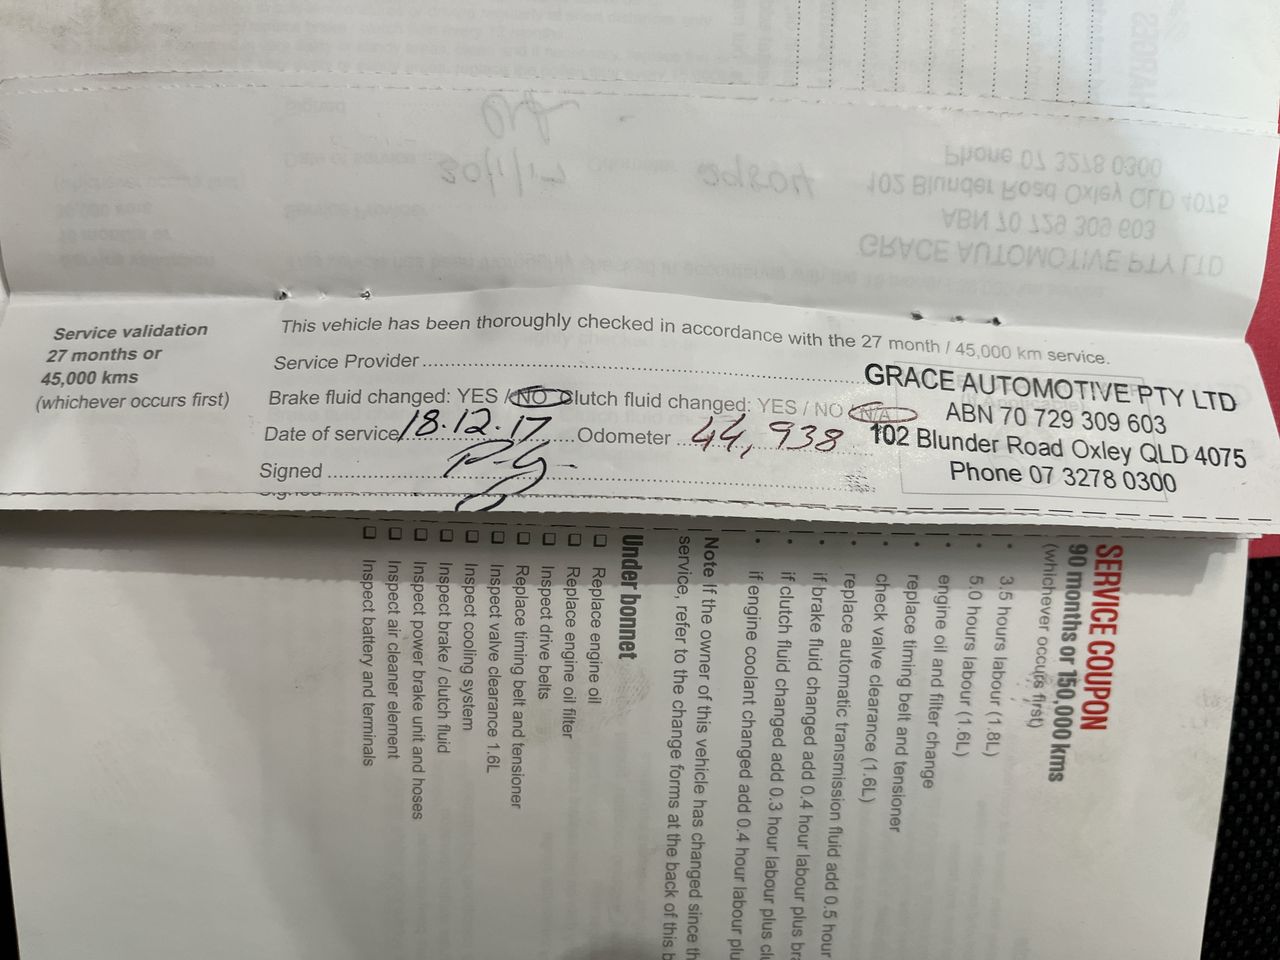 Service validation
27 months or
45,000 kms
(whichever occurs first)
This vehicle has been thoroughly checked in accordance with the 27 month / 45,000 km service.
Service Provider
Brake fluid changed: YES / NO Clutch fluid changed: YES / NO / N/A
Date of service 18.12.17 Odometer 44,938
Signed
GRACE AUTOMOTIVE PTY LTD
ABN 70 729 309 603
102 Blunder Road Oxley QLD 4075
Phone 07 3278 0300
SERVICE COUPON
90 months or 150,000 kms
(whichever occurs first)
• 3.5 hours labour (1.8L)
• 5.0 hours labour (1.6L)
• engine oil and filter change
• replace timing belt and tensioner
• check valve clearance (1.6L)
• replace automatic transmission fluid add 0.5 hour
• if brake fluid changed add 0.4 hour labour plus
• if clutch fluid changed add 0.3 hour labour plus
• if engine coolant changed add 0.4 hour labour
Note If the owner of this vehicle has changed since
service, refer to the change forms at the back of this
Under bonnet
☐ Replace engine oil
☐ Replace engine oil filter
☐ Inspect drive belts
☐ Replace timing belt and tensioner
☐ Inspect valve clearance 1.6L
☐ Inspect cooling system
☐ Inspect brake / clutch fluid
☐ Inspect power brake unit and hoses
☐ Inspect air cleaner element
☐ Inspect battery and terminals